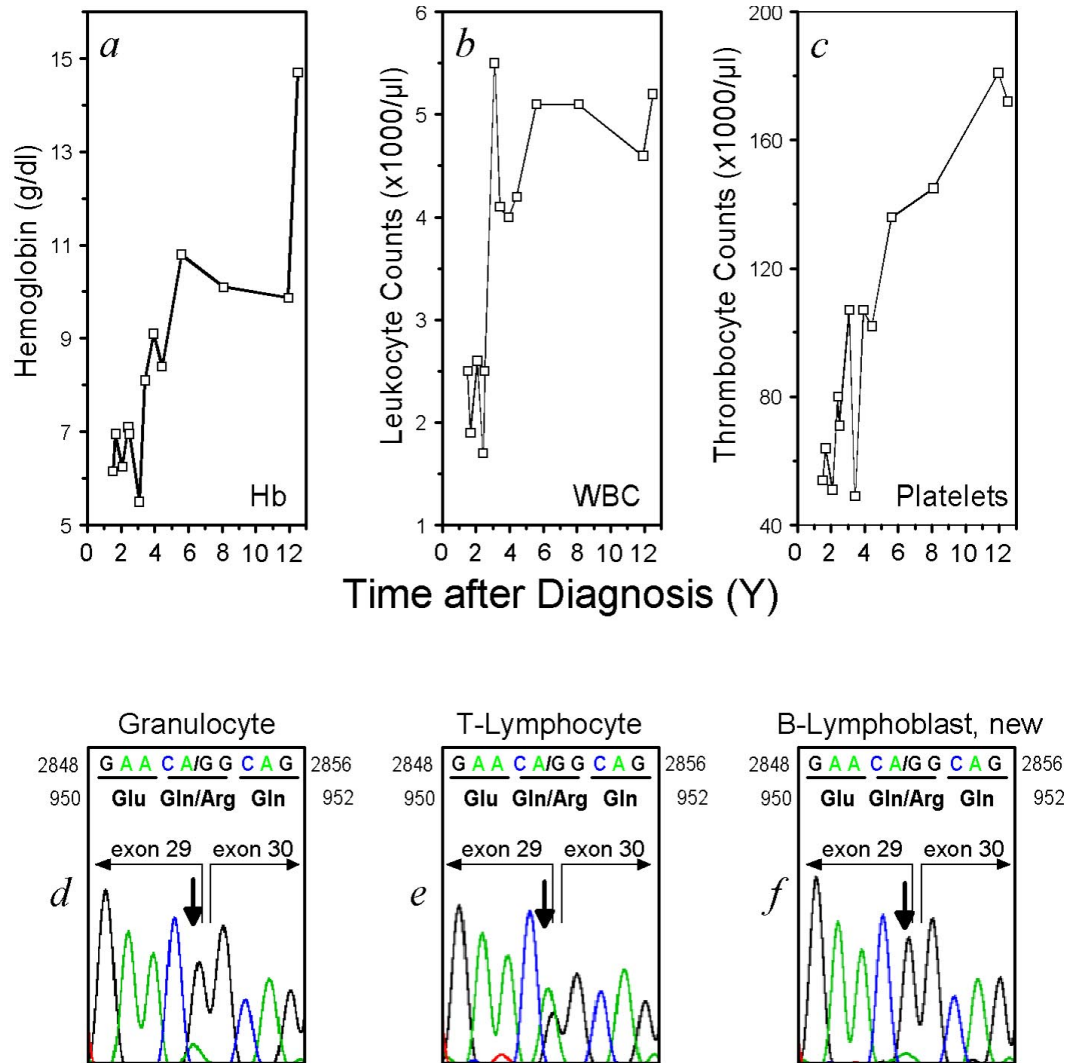 a
Hemoglobin (g/dl)
15
13
11
9
7
5
Hb
0 2 4 6 8 10 12
b
Leukocyte Counts (x1000/µl)
6
5
4
3
2
1
WBC
0 2 4 6 8 10 12
c
Thrombocyte Counts (x1000/µl)
200
160
120
80
40
Platelets
0 2 4 6 8 10 12
Time after Diagnosis (Y)
Granulocyte
2848 G A A C A/G G C A G 2856
950 Glu Gln/Arg Gln 952
exon 29 exon 30
d
T-Lymphocyte
2848 G A A C A/G G C A G 2856
950 Glu Gln/Arg Gln 952
exon 29 exon 30
e
B-Lymphoblast, new
2848 G A A C A/G G C A G 2856
950 Glu Gln/Arg Gln 952
exon 29 exon 30
f